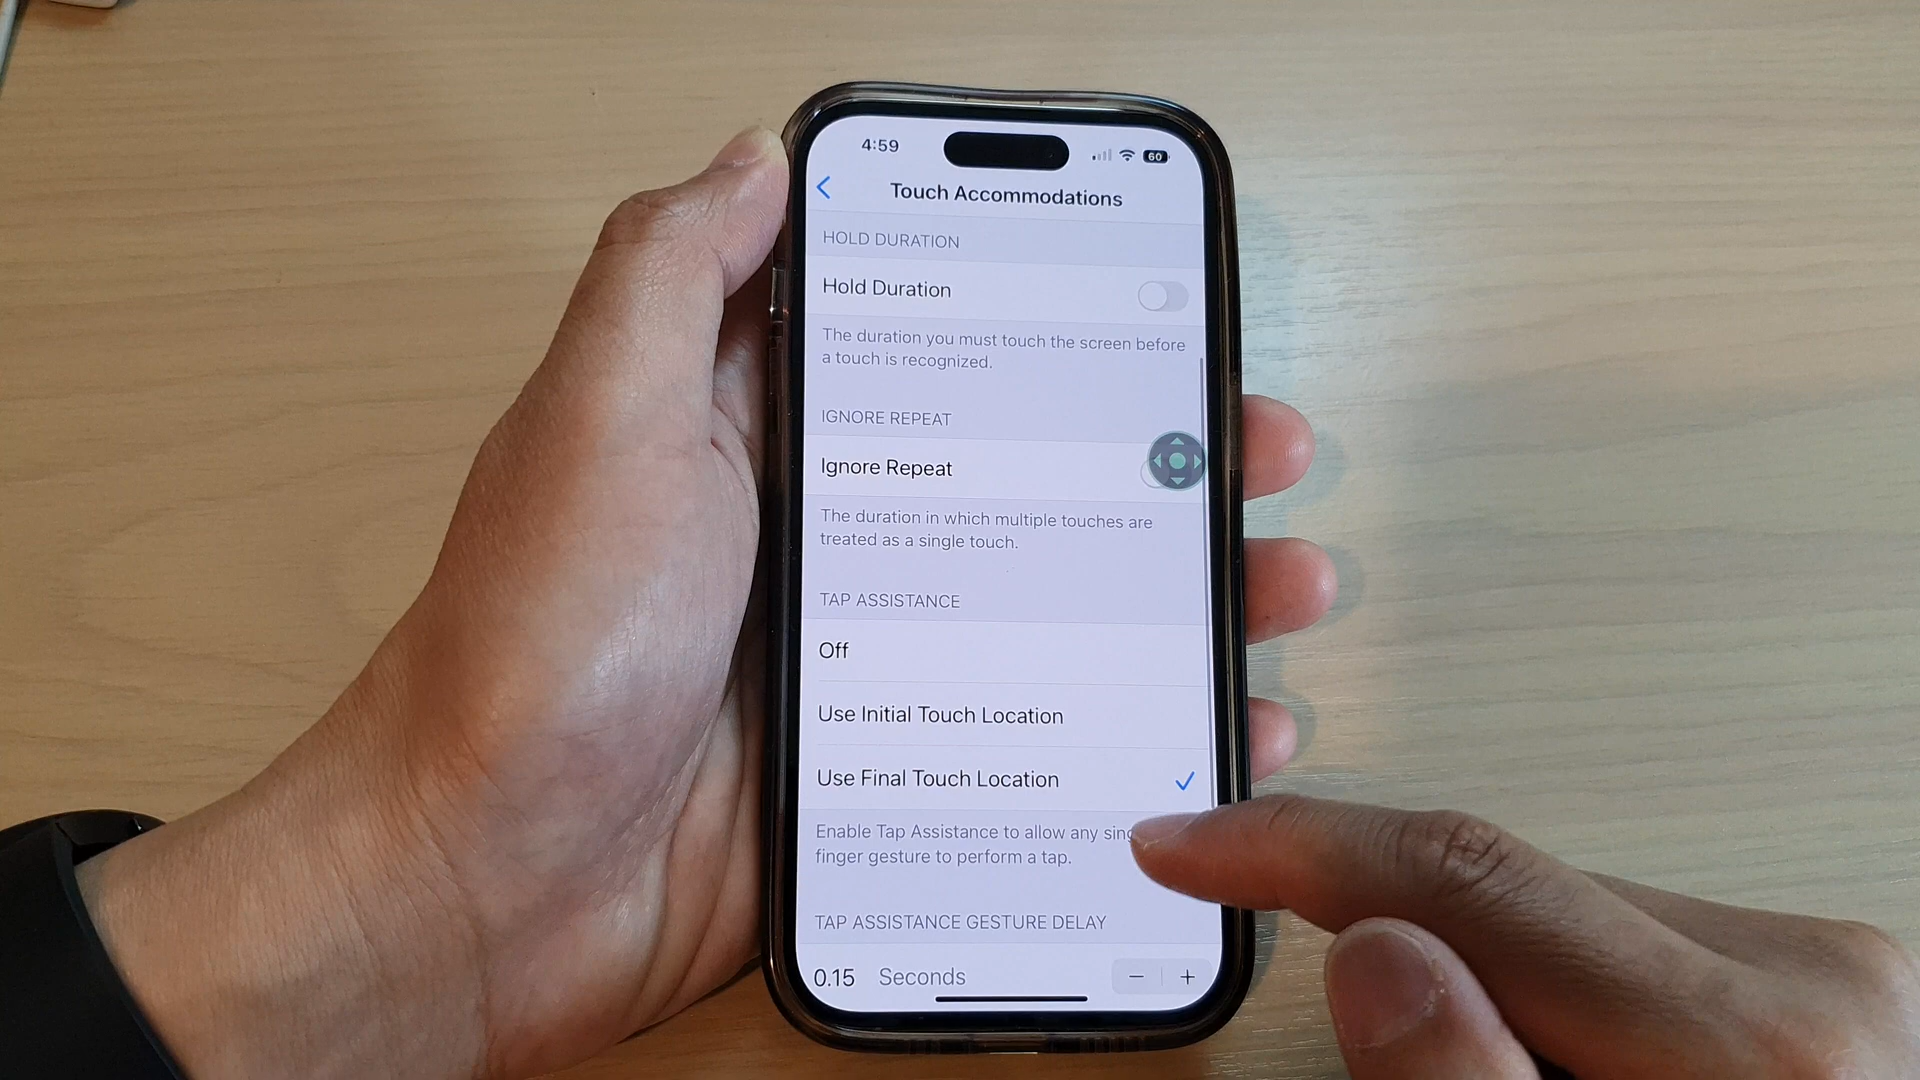 4:59
60
Touch Accommodations
HOLD DURATION
Hold Duration
The duration you must touch the screen before
a touch is recognized.
IGNORE REPEAT
Ignore Repeat
The duration in which multiple touches are
treated as a single touch.
TAP ASSISTANCE
Off
Use Initial Touch Location
Use Final Touch Location
Enable Tap Assistance to allow any
finger gesture to perform a tap.
TAP ASSISTANCE GESTURE DELAY
0.15 Seconds − +